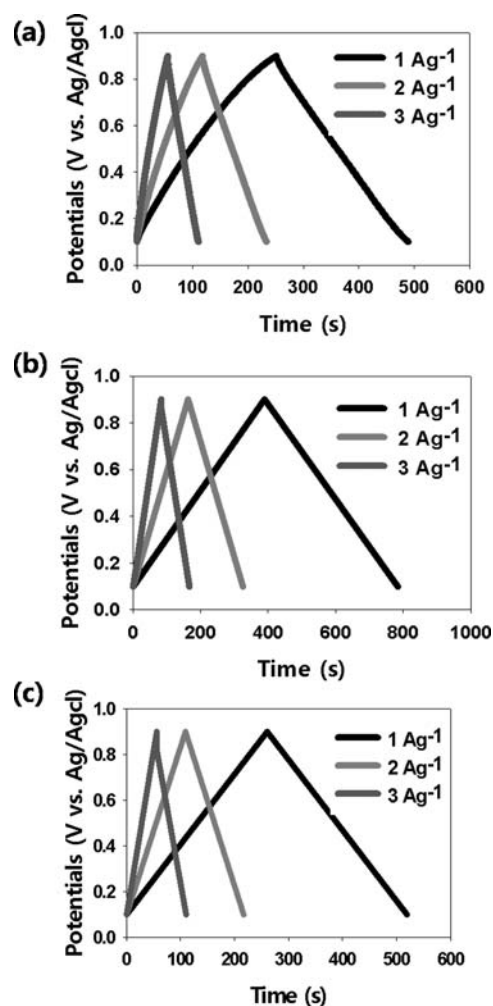 (a)
Potentials (V vs. Ag/Agcl)
1.0
0.8
0.6
0.4
0.2
0.0
1 Ag-1
2 Ag-1
3 Ag-1
0 100 200 300 400 500 600
Time (s)
(b)
Potentials (V vs. Ag/Agcl)
1.0
0.8
0.6
0.4
0.2
0.0
1 Ag-1
2 Ag-1
3 Ag-1
0 200 400 600 800 1000
Time (s)
(c)
Potentials (V vs. Ag/Agcl)
1.0
0.8
0.6
0.4
0.2
0.0
1 Ag-1
2 Ag-1
3 Ag-1
0 100 200 300 400 500 600
Time (s)